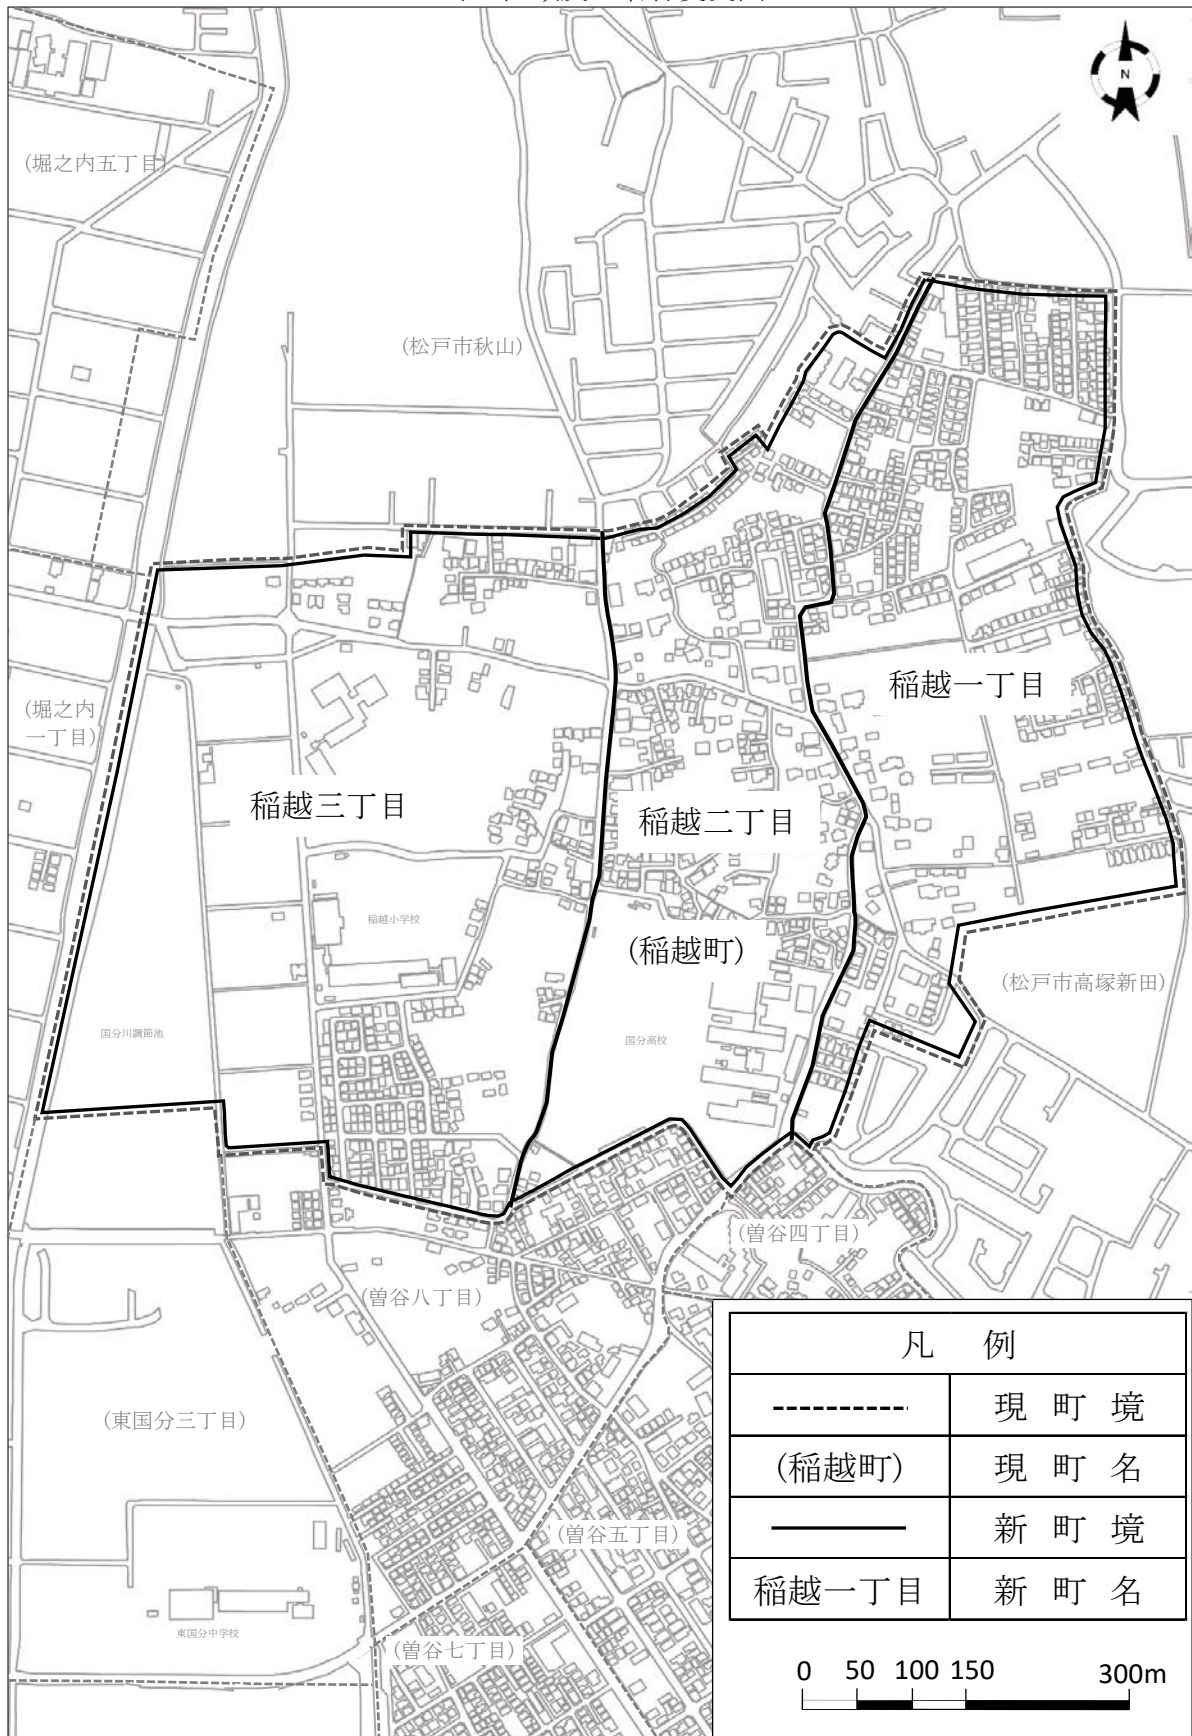 N
(堀之内五丁目)
(松戸市秋山)
(堀之内
一丁目)
稲越一丁目
稲越三丁目
稲越二丁目
稲越小学校
(稲越町)
(松戸市高塚新田)
国分川調節池
国分高校
(曽谷四丁目)
(曽谷八丁目)
(東国分三丁目)
(曽谷五丁目)
東国分中学校
(曽谷七丁目)
凡 例
現 町 境
(稲越町) 現 町 名
新 町 境
稲越一丁目 新 町 名
0 50 100 150 300m